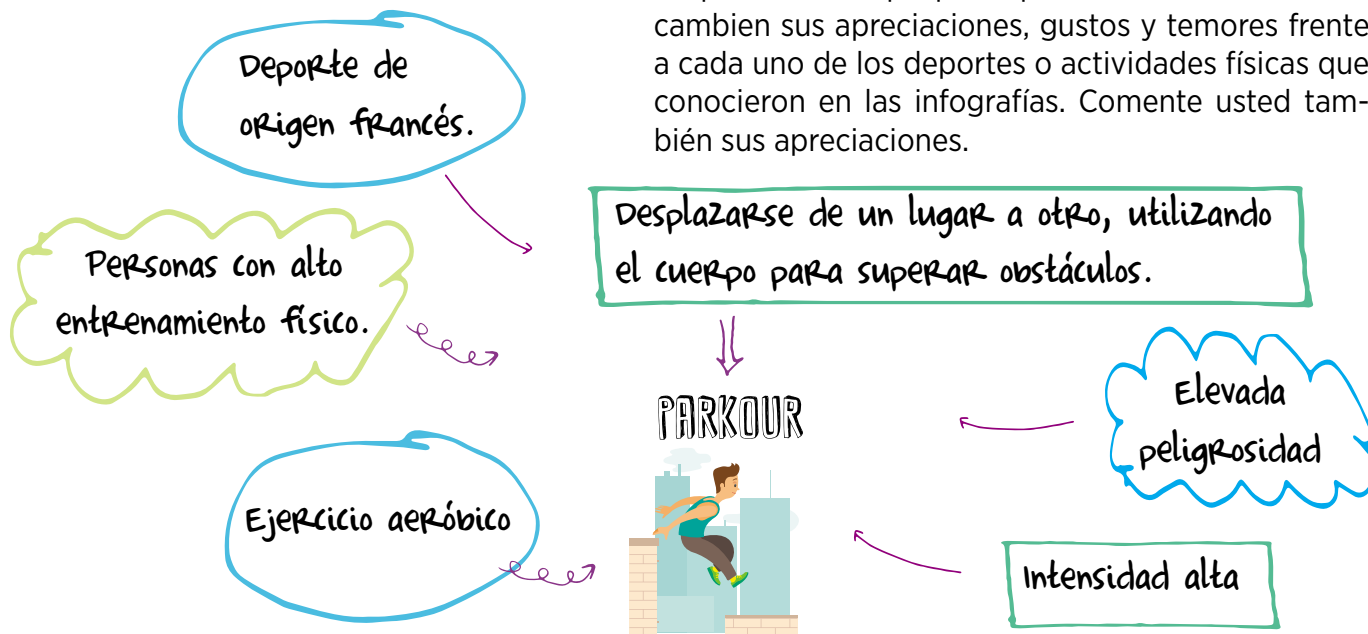 cambien sus apreciaciones, gustos y temores frente
a cada uno de los deportes o actividades físicas que
conocieron en las infografías. Comente usted tam-
bién sus apreciaciones.
Deporte de
origen francés.
Desplazarse de un lugar a otro, utilizando
el cuerpo para superar obstáculos.
Personas con alto
entrenamiento físico.
PARKOUR
Elevada
peligrosidad
Ejercicio aeróbico
Intensidad alta